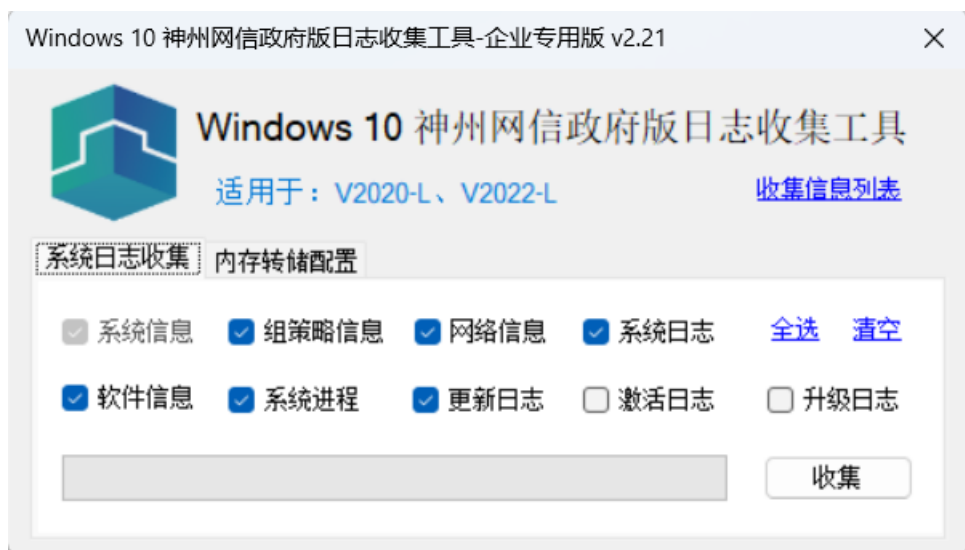 Windows 10 神州网信政府版日志收集工具-企业专用版 v2.21
Windows 10 神州网信政府版日志收集工具
适用于：V2020-L、V2022-L 收集信息列表
系统日志收集 内存转储配置
系统信息 组策略信息 网络信息 系统日志 全选 清空
软件信息 系统进程 更新日志 激活日志 升级日志
收集